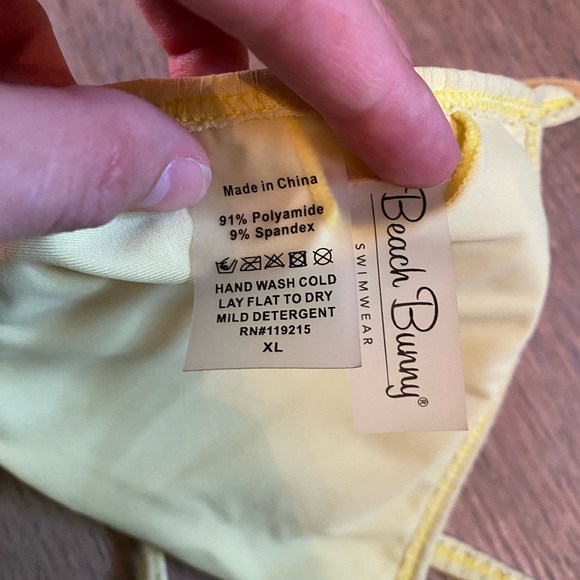 Made in China
91% Polyamide
9% Spandex
HAND WASH COLD
LAY FLAT TO DRY
MILD DETERGENT
RN#119215
XL
Beach Bunny®
SWIMWEAR